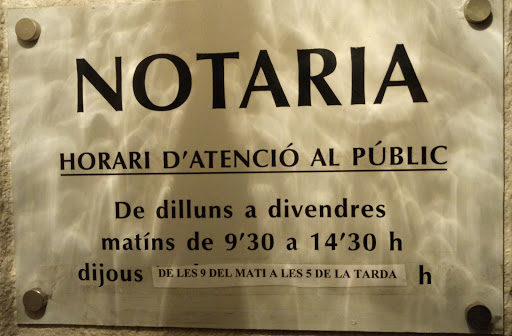 NOTARIA
HORARI D'ATENCIÓ AL PÚBLIC
De dilluns a divendres
matíns de 9'30 a 14'30 h
dijous DE LES 9 DEL MATI A LES 5 DE LA TARDA h